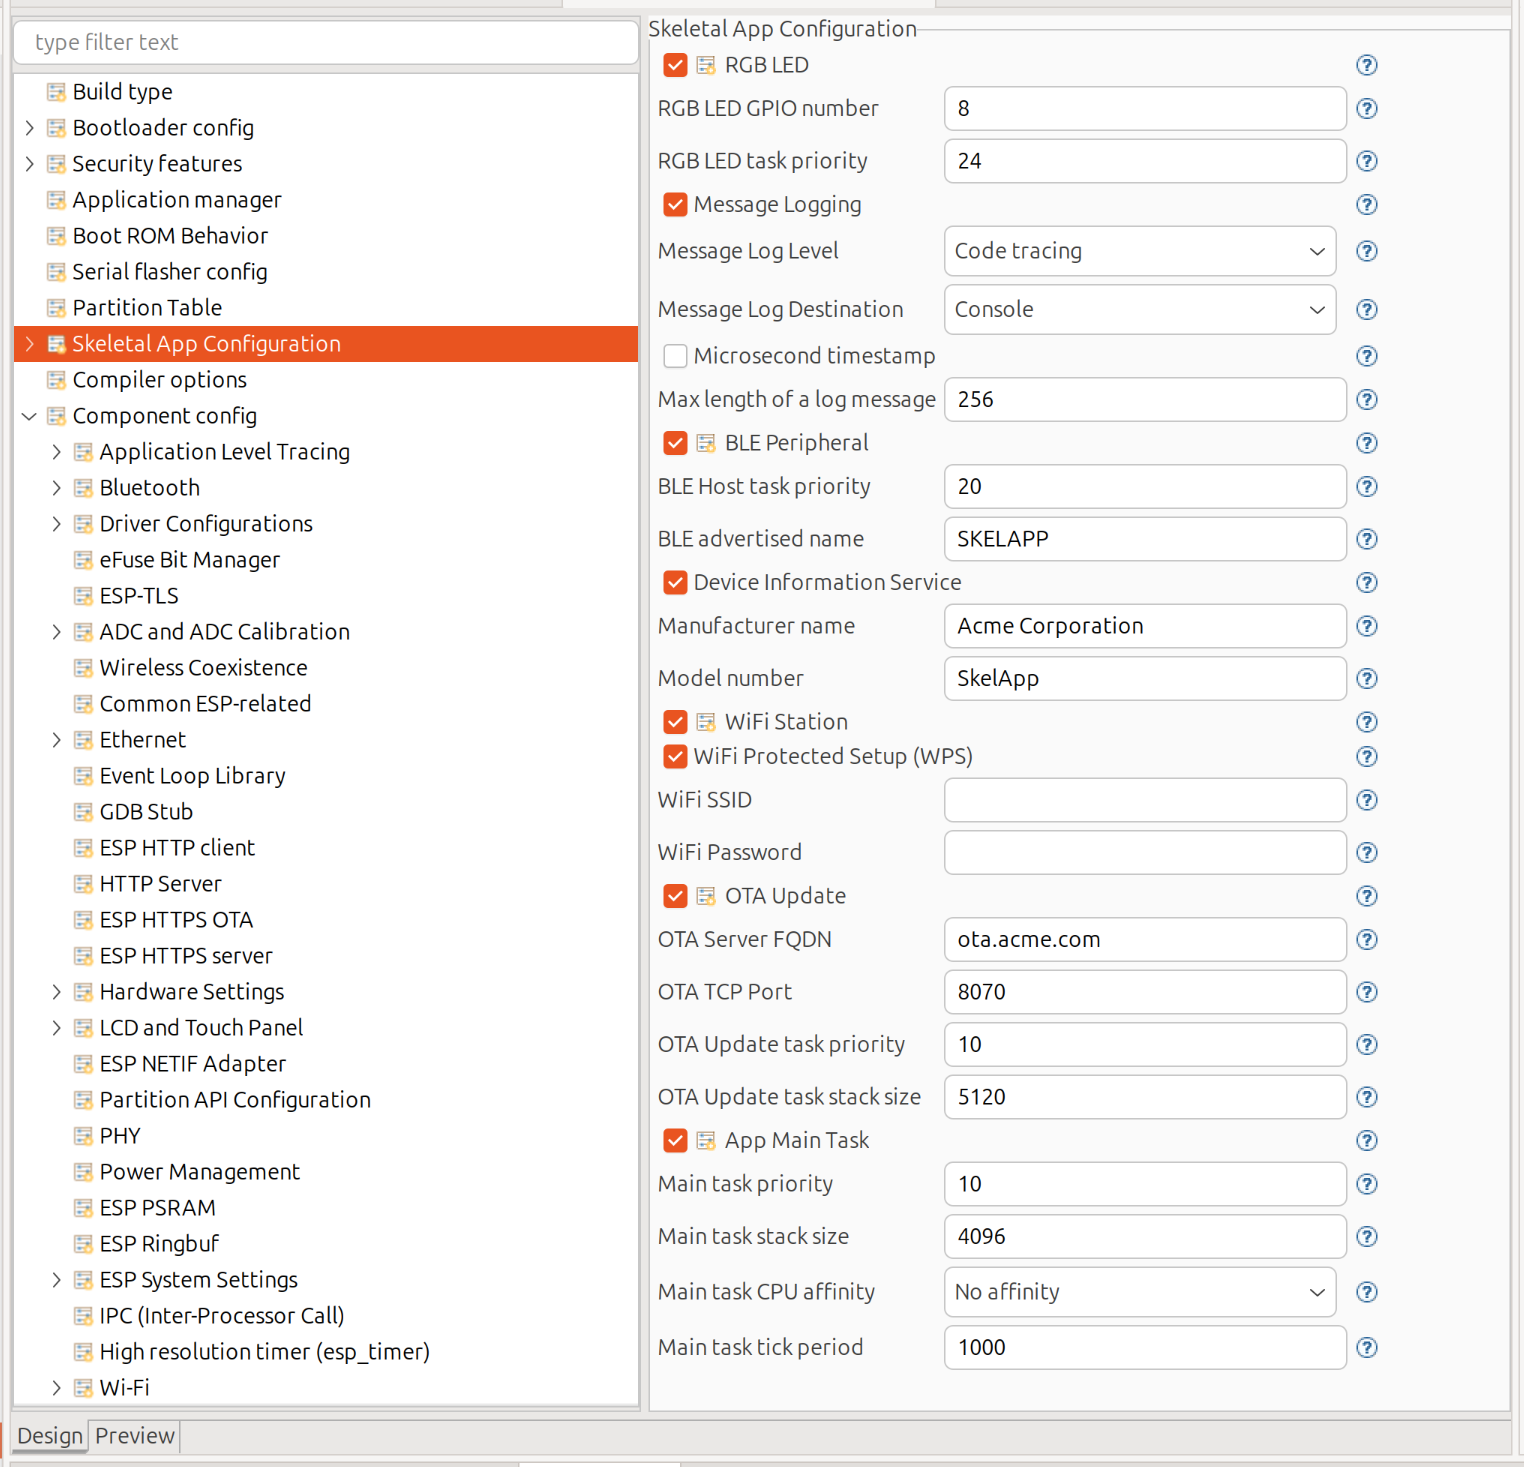 type filter text
Build type
Bootloader config
Security features
Application manager
Boot ROM Behavior
Serial flasher config
Partition Table
Skeletal App Configuration
Compiler options
Component config
Application Level Tracing
Bluetooth
Driver Configurations
eFuse Bit Manager
ESP-TLS
ADC and ADC Calibration
Wireless Coexistence
Common ESP-related
Ethernet
Event Loop Library
GDB Stub
ESP HTTP client
HTTP Server
ESP HTTPS OTA
ESP HTTPS server
Hardware Settings
LCD and Touch Panel
ESP NETIF Adapter
Partition API Configuration
PHY
Power Management
ESP PSRAM
ESP Ringbuf
ESP System Settings
IPC (Inter-Processor Call)
High resolution timer (esp_timer)
Wi-Fi
Skeletal App Configuration
RGB LED
RGB LED GPIO number 8
RGB LED task priority 24
Message Logging
Message Log Level Code tracing
Message Log Destination Console
Microsecond timestamp
Max length of a log message 256
BLE Peripheral
BLE Host task priority 20
BLE advertised name SKELAPP
Device Information Service
Manufacturer name Acme Corporation
Model number SkelApp
WiFi Station
WiFi Protected Setup (WPS)
WiFi SSID
WiFi Password
OTA Update
OTA Server FQDN ota.acme.com
OTA TCP Port 8070
OTA Update task priority 10
OTA Update task stack size 5120
App Main Task
Main task priority 10
Main task stack size 4096
Main task CPU affinity No affinity
Main task tick period 1000
Design Preview